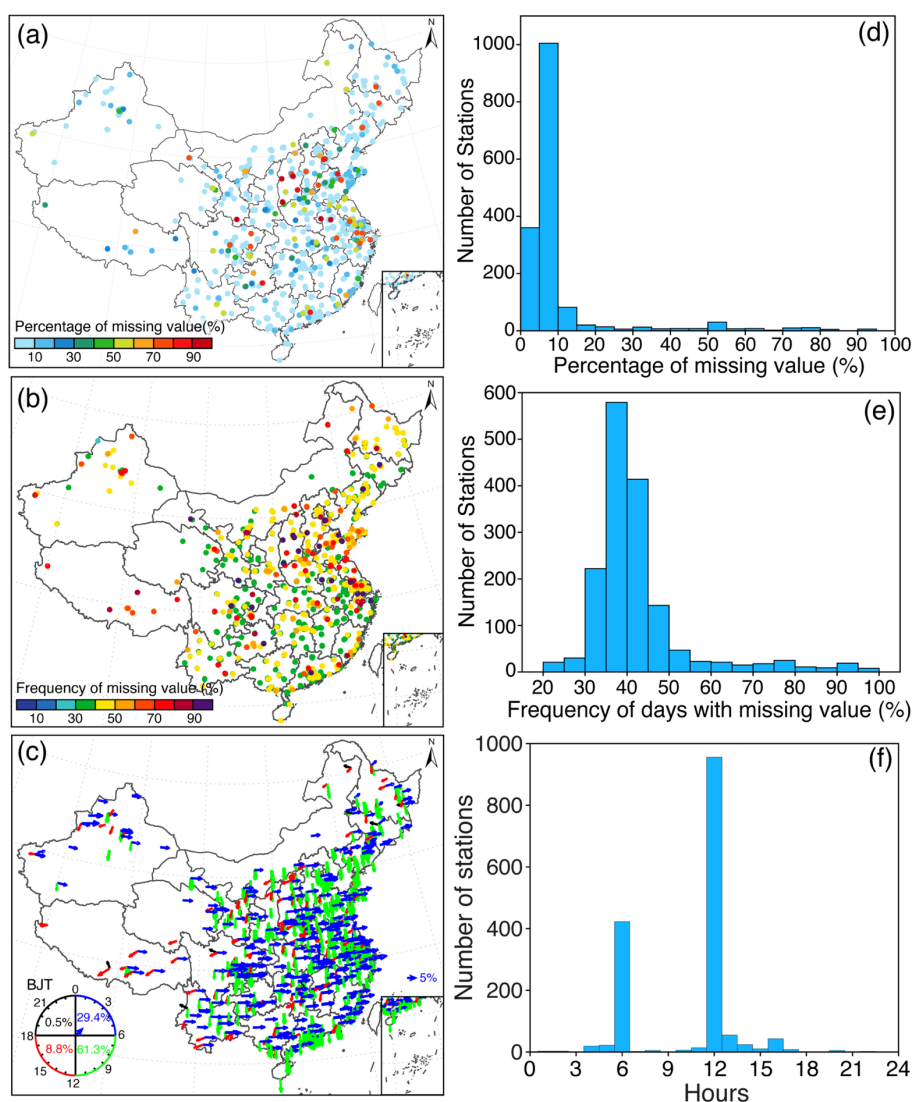 (a)
N
Percentage of missing value(%)
10 30 50 70 90
(d)
Number of Stations
1000
800
600
400
200
0
0 10 20 30 40 50 60 70 80 90 100
Percentage of missing value (%)
(b)
N
Frequency of missing value (%)
10 30 50 70 90
(e)
Number of Stations
600
500
400
300
200
100
0
20 30 40 50 60 70 80 90 100
Frequency of days with missing value (%)
(c)
N
5%
BJT
0
21 3
0.5% 29.4%
18 6
8.8% 61.3%
15 9
12
(f)
Number of stations
1000
800
600
400
200
0
0 3 6 9 12 15 18 21 24
Hours